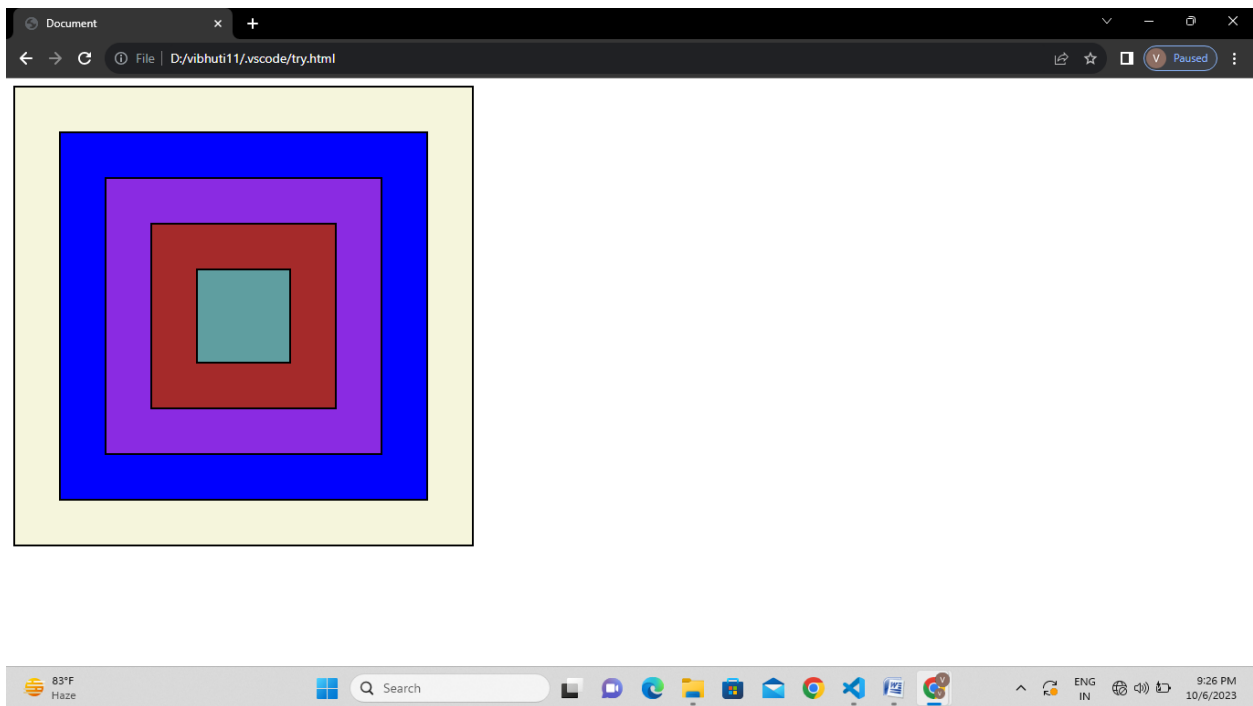 Document
File D:/vibhuti11/.vscode/try.html
V Paused
83°F
Haze
Search
ENG
IN
9:26 PM
10/6/2023